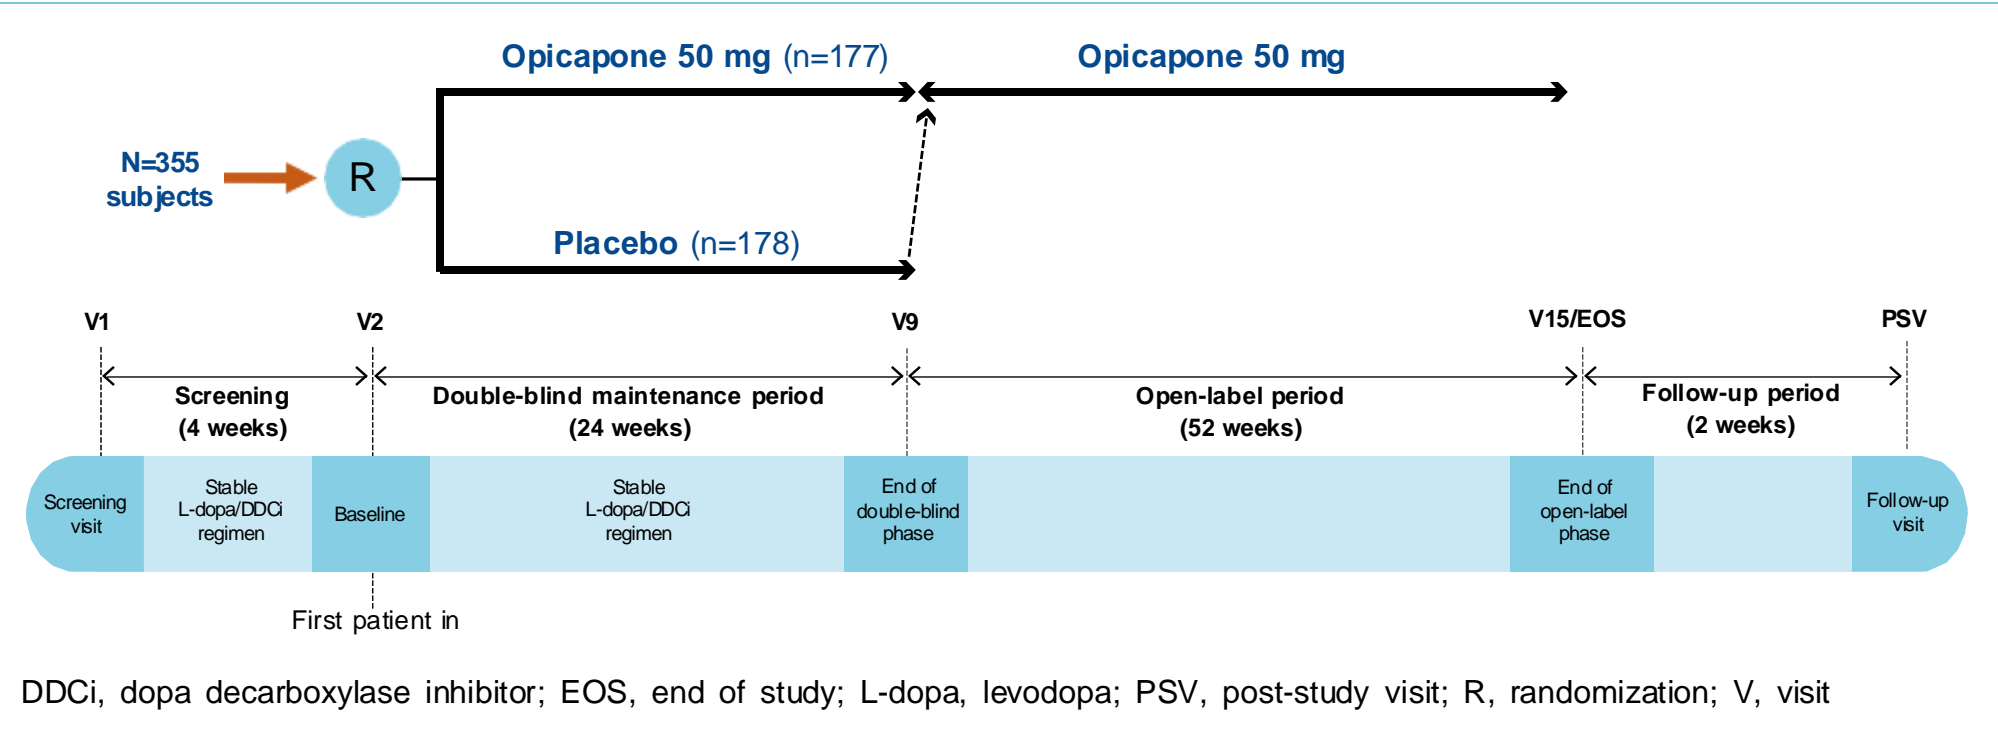 Opicapone 50 mg (n=177)
Opicapone 50 mg
N=355
subjects
R
Placebo (n=178)
V1
V2
V9
V15/EOS
PSV
Screening
(4 weeks)
Double-blind maintenance period
(24 weeks)
Open-label period
(52 weeks)
Follow-up period
(2 weeks)
Screening
visit
Stable
L-dopa/DDCi
regimen
Baseline
Stable
L-dopa/DDCi
regimen
End of
double-blind
phase
End of
open-label
phase
Follow-up
visit
First patient in
DDCi, dopa decarboxylase inhibitor; EOS, end of study; L-dopa, levodopa; PSV, post-study visit; R, randomization; V, visit